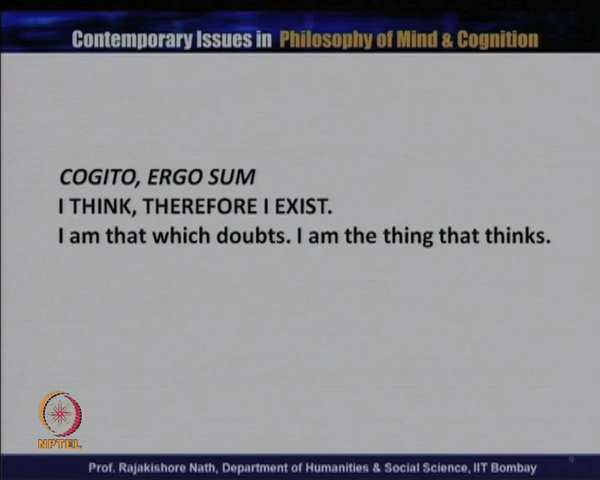 Contemporary Issues in Philosophy of Mind & Cognition
COGITO, ERGO SUM
I THINK, THEREFORE I EXIST.
I am that which doubts. I am the thing that thinks.
NPTEL
9
Prof. Rajakishore Nath, Department of Humanities & Social Science, IIT Bombay